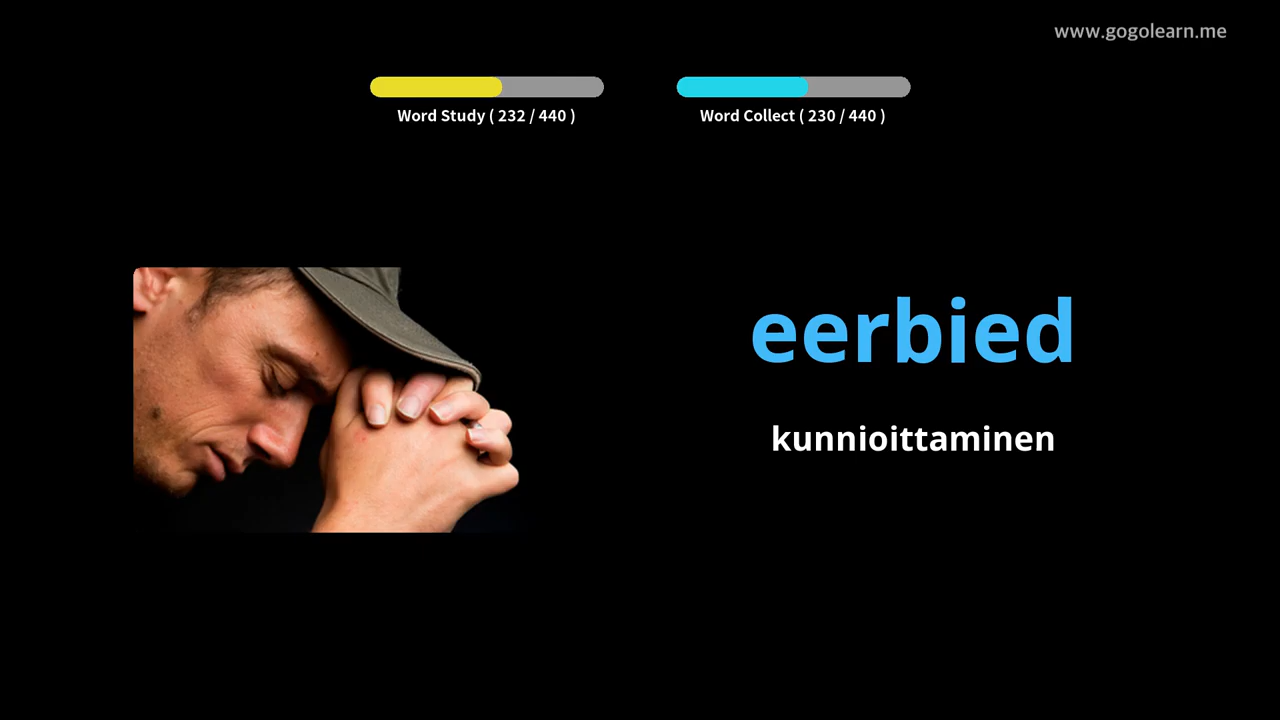 www.gogolearn.me
Word Study ( 232 / 440 )
Word Collect ( 230 / 440 )
eerbied
kunnioittaminen